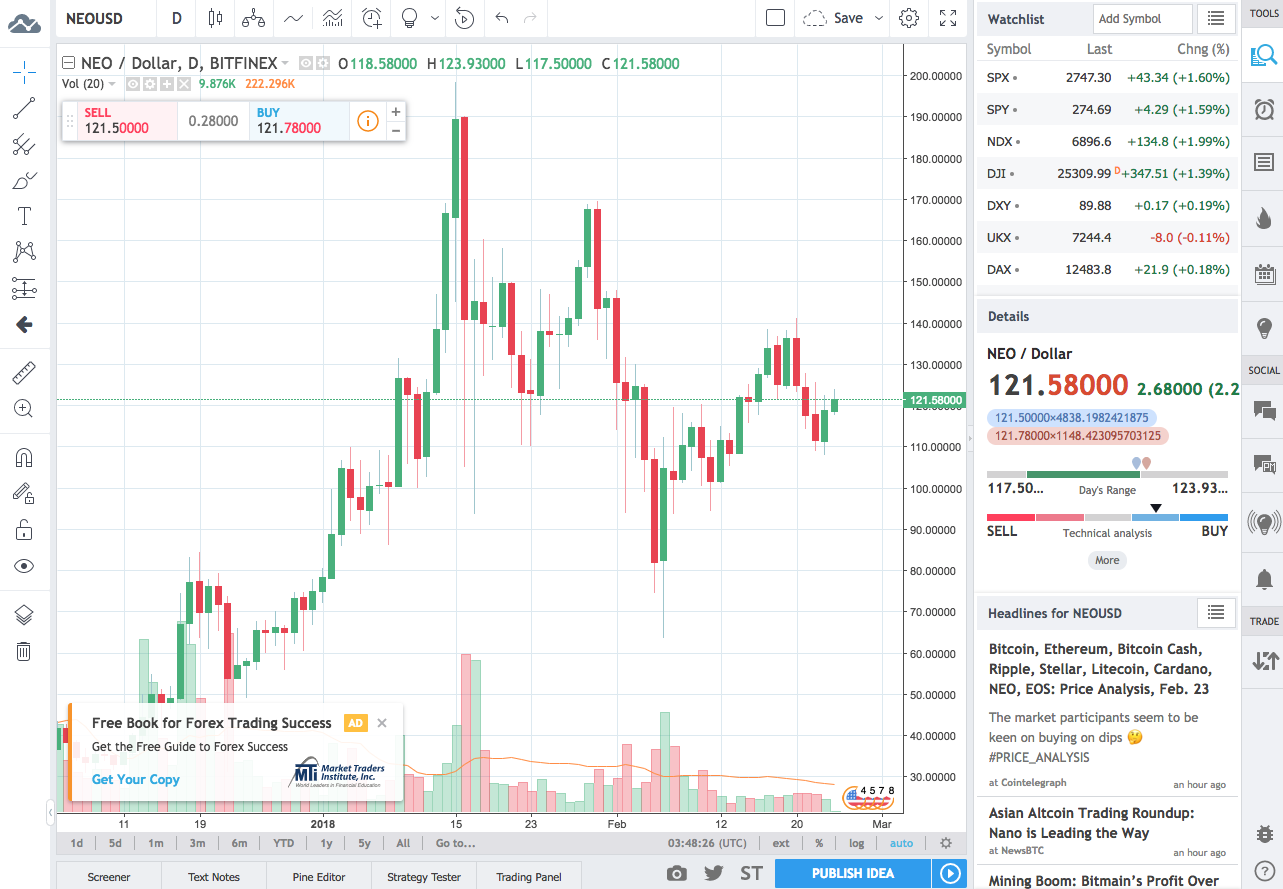 NEOUSD
D
Save
NEO / Dollar, D, BITFINEX
O118.58000 H123.93000 L117.50000 C121.58000
Vol (20) 9.876K 222.296K
SELL
121.50000
0.28000
BUY
121.78000
+
−
200.00000
190.00000
180.00000
170.00000
160.00000
150.00000
140.00000
130.00000
121.58000
110.00000
100.00000
90.00000
80.00000
70.00000
60.00000
50.00000
30.00000
Free Book for Forex Trading Success AD
Get the Free Guide to Forex Success
Get Your Copy
MTI Market Traders
Institute, Inc.
World Leaders in Financial Education
4 5 7 8
11 19 2018 15 23 Feb 12 20 Mar
1d 5d 1m 3m 6m YTD 1y 5y All Go to... 03:48:26 (UTC) ext % log auto
Screener Text Notes Pine Editor Strategy Tester Trading Panel ST PUBLISH IDEA
Watchlist Add Symbol
Symbol Last Chng (%)
SPX 2747.30 +43.34 (+1.60%)
SPY 274.69 +4.29 (+1.59%)
NDX 6896.6 +134.8 (+1.99%)
DJI 25309.99 D +347.51 (+1.39%)
DXY 89.88 +0.17 (+0.19%)
UKX 7244.4 -8.0 (-0.11%)
DAX 12483.8 +21.9 (+0.18%)
Details
NEO / Dollar
121.58000 2.68000 (2.2
121.50000×4838.1982421875
121.78000×1148.423095703125
117.50... Day's Range 123.93...
SELL Technical analysis BUY
More
Headlines for NEOUSD
Bitcoin, Ethereum, Bitcoin Cash,
Ripple, Stellar, Litecoin, Cardano,
NEO, EOS: Price Analysis, Feb. 23
The market participants seem to be
keen on buying on dips 🤔
#PRICE_ANALYSIS
at Cointelegraph an hour ago
Asian Altcoin Trading Roundup:
Nano is Leading the Way
at NewsBTC an hour ago
Mining Boom: Bitmain's Profit Over
TOOLS
SOCIAL
TRADE